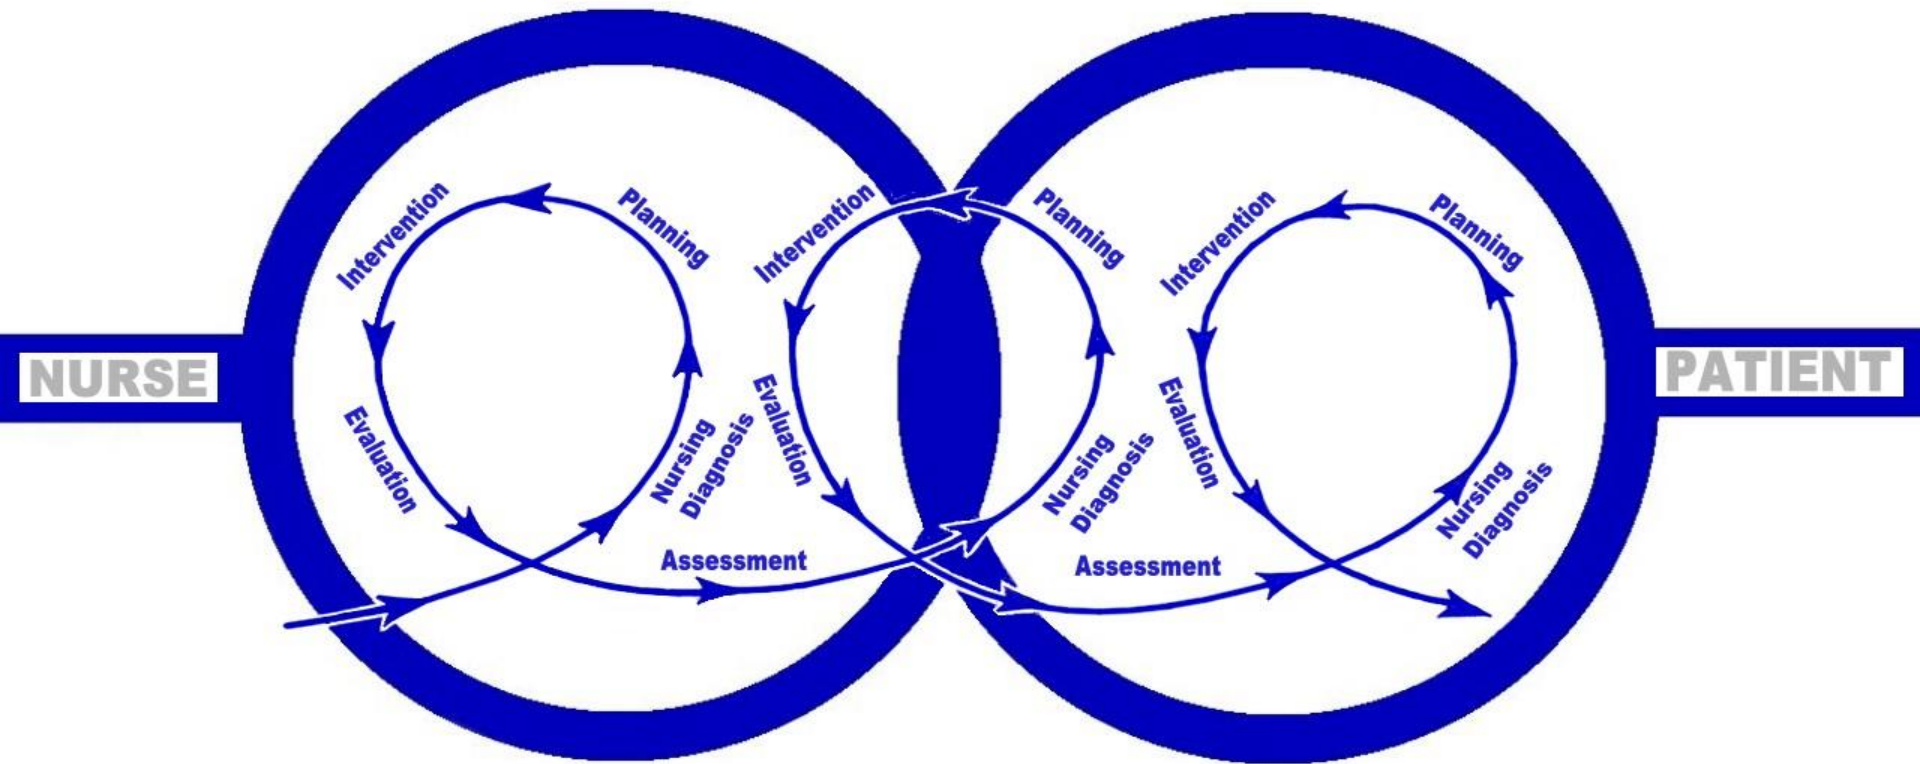 NURSE
Intervention
Planning
Evaluation
Nursing
Diagnosis
Assessment
Intervention
Planning
Evaluation
Nursing
Diagnosis
Assessment
Intervention
Planning
Evaluation
Nursing
Diagnosis
PATIENT